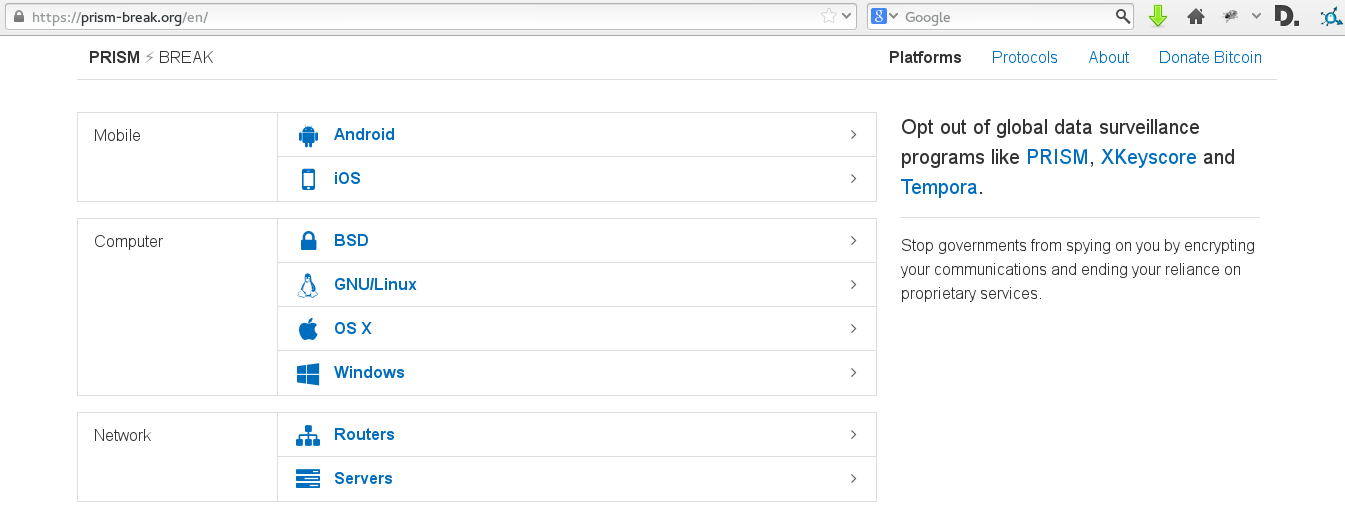 https://prism-break.org/en/
Google
PRISM ⚡ BREAK
Platforms
Protocols
About
Donate Bitcoin
Mobile
Android
iOS
Computer
BSD
GNU/Linux
OS X
Windows
Network
Routers
Servers
Opt out of global data surveillance
programs like PRISM, XKeyscore and
Tempora.
Stop governments from spying on you by encrypting
your communications and ending your reliance on
proprietary services.